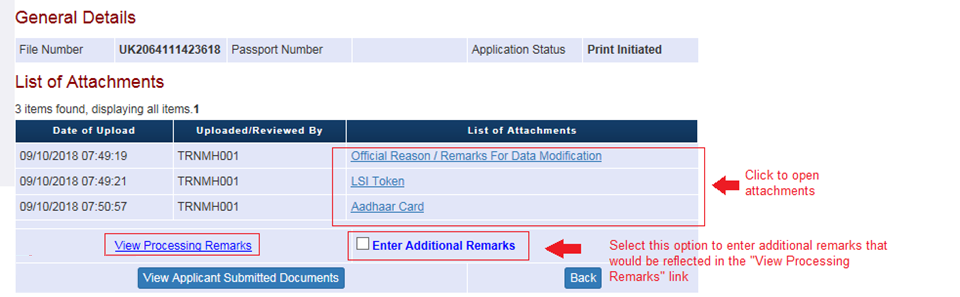 General Details
File Number UK2064111423618 Passport Number Application Status Print Initiated
List of Attachments
3 items found, displaying all items.1
Date of Upload Uploaded/Reviewed By List of Attachments
09/10/2018 07:49:19 TRNMH001 Official Reason / Remarks For Data Modification
09/10/2018 07:49:21 TRNMH001 LSI Token
09/10/2018 07:50:57 TRNMH001 Aadhaar Card
Click to open
attachments
View Processing Remarks Enter Additional Remarks
Select this option to enter additional remarks that
would be reflected in the "View Processing
Remarks" link
View Applicant Submitted Documents Back